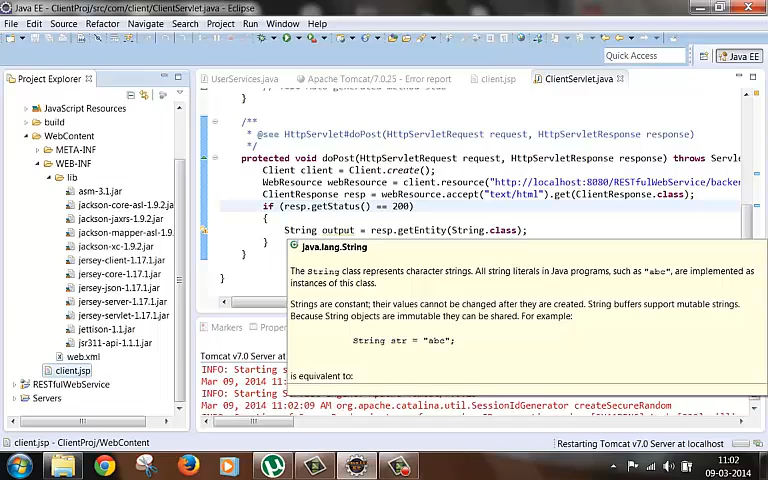 Java EE - ClientProj/src/com/client/ClientServlet.java - Eclipse
File Edit Source Refactor Navigate Search Project Run Window Help
Quick Access
Java EE
Project Explorer
UserServices.java
Apache Tomcat/7.0.25 - Error report
client.jsp
ClientServlet.java
JavaScript Resources
build
WebContent
META-INF
WEB-INF
lib
asm-3.1.jar
jackson-core-asl-1.9.2.ja
jackson-jaxrs-1.9.2.jar
jackson-mapper-asl-1.9
jackson-xc-1.9.2.jar
jersey-client-1.17.1.jar
jersey-core-1.17.1.jar
jersey-json-1.17.1.jar
jersey-server-1.17.1.jar
jersey-servlet-1.17.1.jar
jettison-1.1.jar
jsr311-api-1.1.1.jar
web.xml
client.jsp
RESTfulWebService
Servers
}
/**
* @see HttpServlet#doPost(HttpServletRequest request, HttpServletResponse response)
*/
protected void doPost(HttpServletRequest request, HttpServletResponse response) throws Servl
Client client = Client.create();
WebResource webResource = client.resource("http://localhost:8080/RESTfulWebService/backen
ClientResponse resp = webResource.accept("text/html").get(ClientResponse.class);
if (resp.getStatus() == 200)
{
String output = resp.getEntity(String.class);
}
}
}
java.lang.String
The String class represents character strings. All string literals in Java programs, such as "abc", are implemented as
instances of this class.
Strings are constant; their values cannot be changed after they are created. String buffers support mutable strings.
Because String objects are immutable they can be shared. For example:
String str = "abc";
is equivalent to:
Markers
Tomcat v7.0 Server at
INFO: Starting s
Mar 09, 2014 11:
Mar 09, 2014 11:02:09 AM org.apache.catalina.util.SessionIdGenerator createSecureRandom
client.jsp - ClientProj/WebContent
Restarting Tomcat v7.0 Server at localhost
11:02
09-03-2014